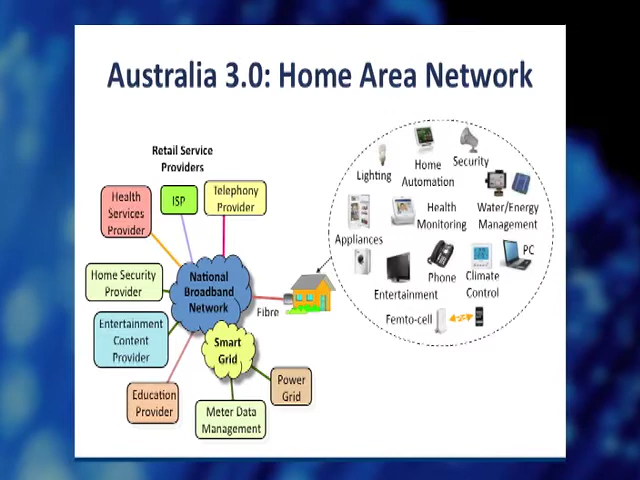 Australia 3.0: Home Area Network
Retail Service
Providers
Health
Services
Provider
ISP
Telephony
Provider
Home Security
Provider
National
Broadband
Network
Fibre
Entertainment
Content
Provider
Smart
Grid
Education
Provider
Meter Data
Management
Power
Grid
Lighting
Home
Automation
Security
Appliances
Health
Monitoring
Water/Energy
Management
Entertainment
Phone
Climate
Control
PC
Femto-cell